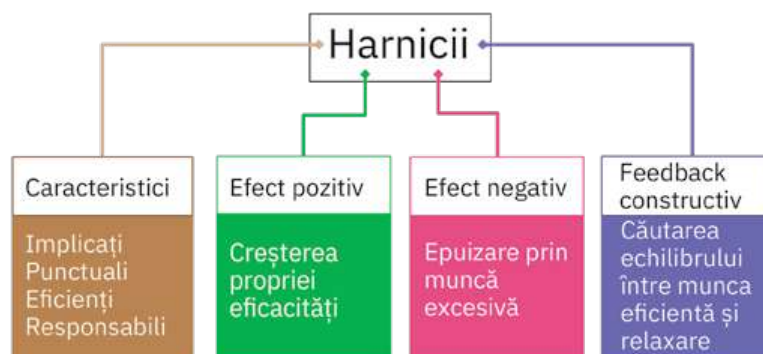 Harnicii
Caracteristici
Implicați
Punctuali
Eficienți
Responsabili
Efect pozitiv
Creșterea
propriei
eficacități
Efect negativ
Epuizare prin
muncă
excesivă
Feedback
constructiv
Căutarea
echilibrului
între munca
eficientă și
relaxare